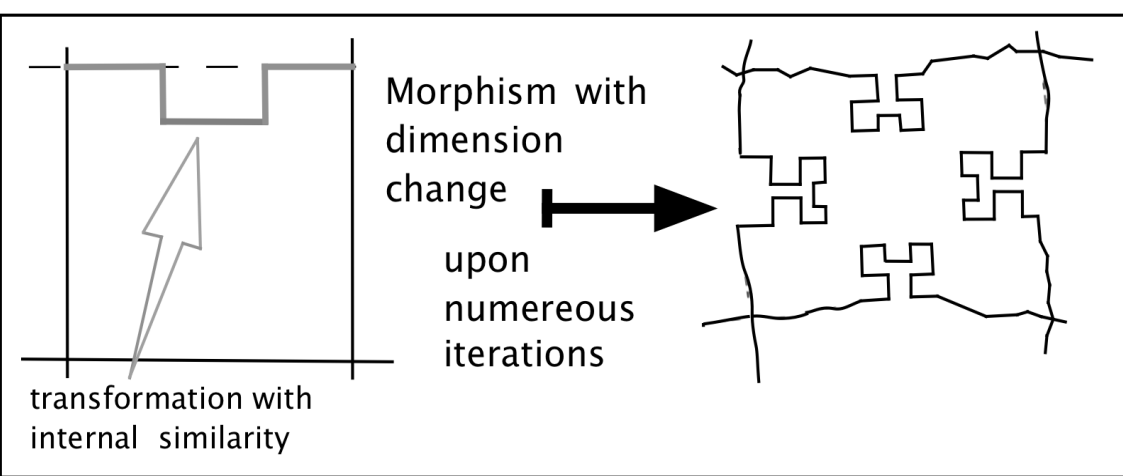 Morphism with
dimension
change
upon
numereous
iterations
transformation with
internal similarity